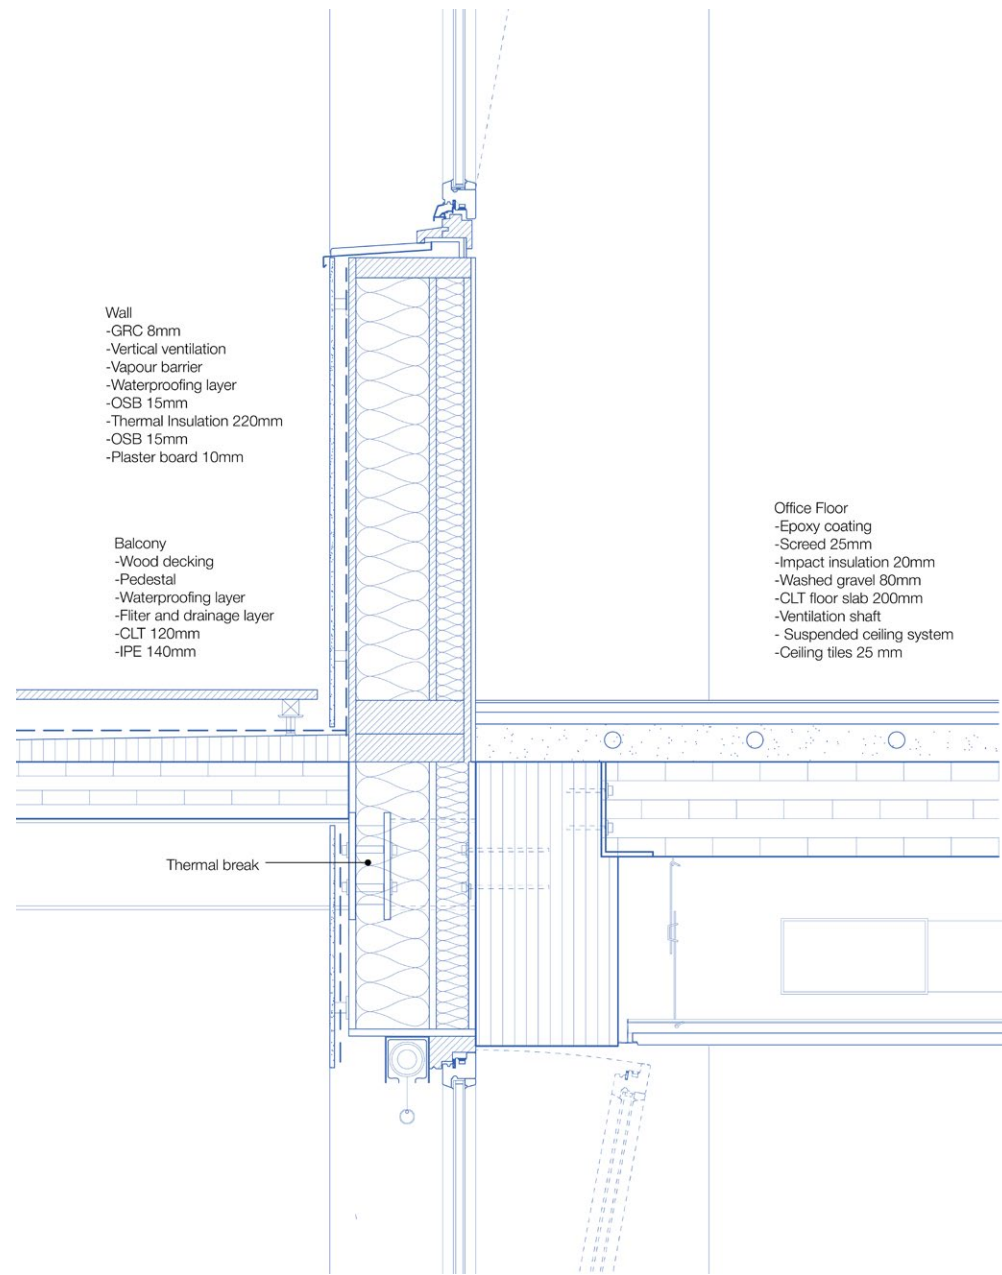 Wall
-GRC 8mm
-Vertical ventilation
-Vapour barrier
-Waterproofing layer
-OSB 15mm
-Thermal Insulation 220mm
-OSB 15mm
-Plaster board 10mm
Balcony
-Wood decking
-Pedestal
-Waterproofing layer
-Fliter and drainage layer
-CLT 120mm
-IPE 140mm
Office Floor
-Epoxy coating
-Screed 25mm
-Impact insulation 20mm
-Washed gravel 80mm
-CLT floor slab 200mm
-Ventilation shaft
- Suspended ceiling system
-Ceiling tiles 25 mm
Thermal break